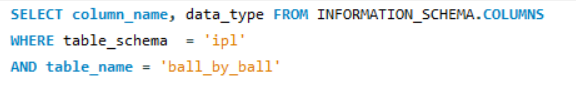 SELECT column_name, data_type FROM INFORMATION_SCHEMA.COLUMNS
WHERE table_schema  = 'ipl'
AND table_name = 'ball_by_ball'